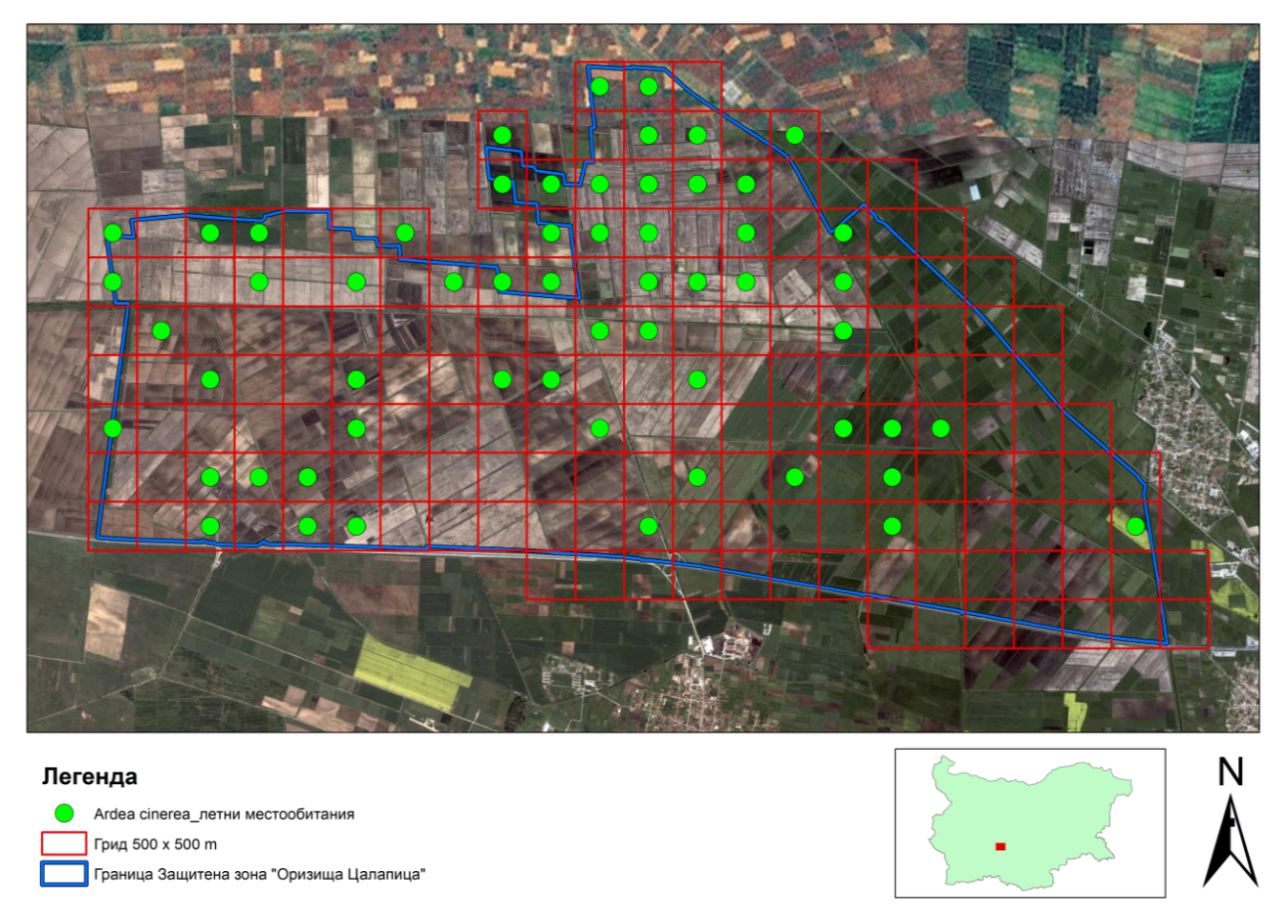 Легенда
Ardea cinerea_летни местообитания
Грид 500 x 500 m
Граница Защитена зона "Оризища Цалапица"
N